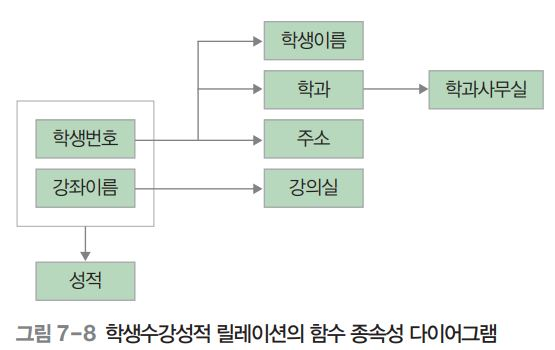 학생이름
학과
학과사무실
학생번호
주소
강좌이름
강의실
성적
그림 7-8 학생수강성적 릴레이션의 함수 종속성 다이어그램